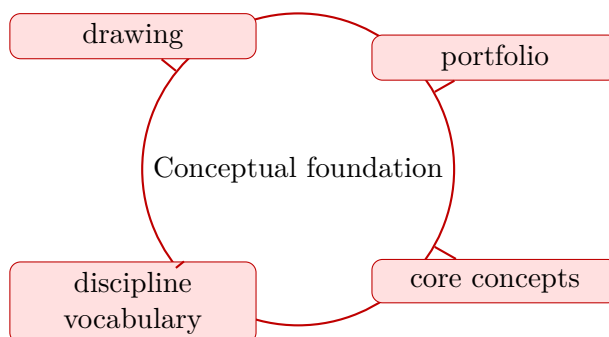 drawing
portfolio
Conceptual foundation
discipline
vocabulary
core concepts